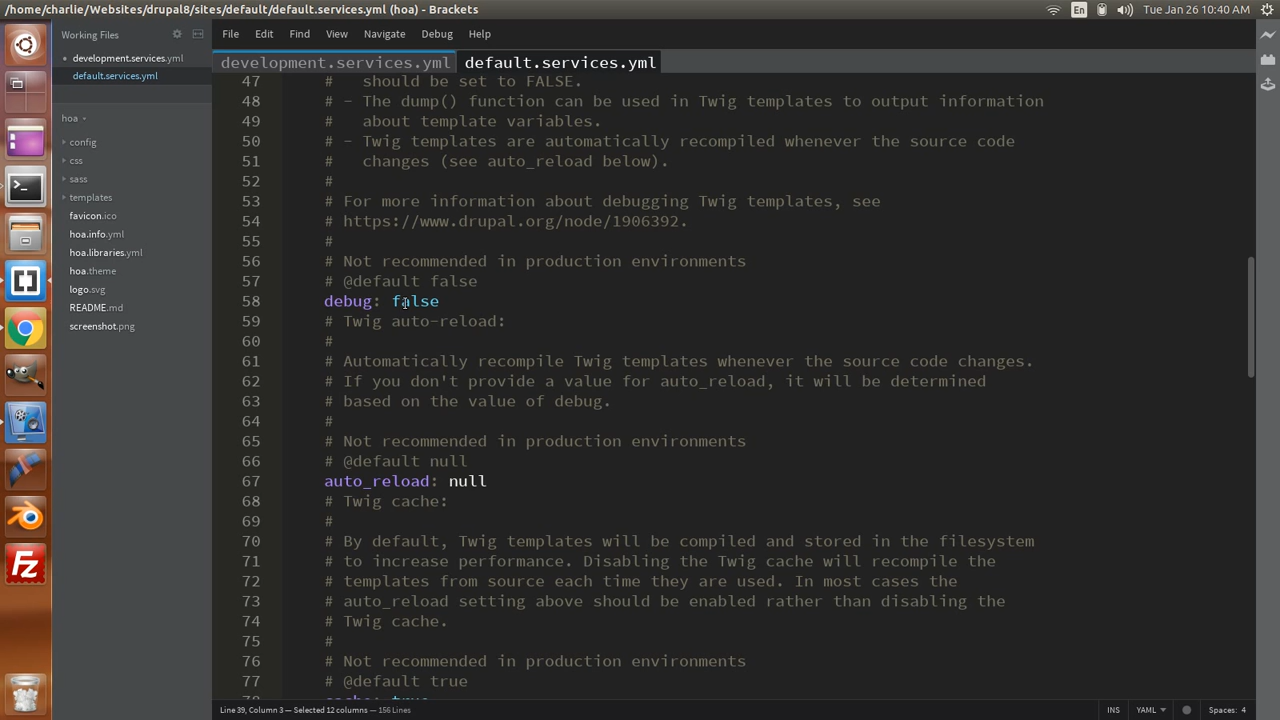 /home/charlie/Websites/drupal8/sites/default/default.services.yml (hoa) - Brackets
En
Tue Jan 26 10:40 AM
File Edit Find View Navigate Debug Help
Working Files
development.services.yml
default.services.yml
hoa
config
css
sass
templates
favicon.ico
hoa.info.yml
hoa.libraries.yml
hoa.theme
logo.svg
README.md
screenshot.png
development.services.yml default.services.yml
47 # should be set to FALSE.
48 # - The dump() function can be used in Twig templates to output information
49 # about template variables.
50 # - Twig templates are automatically recompiled whenever the source code
51 # changes (see auto_reload below).
52 #
53 # For more information about debugging Twig templates, see
54 # https://www.drupal.org/node/1906392.
55 #
56 # Not recommended in production environments
57 # @default false
58 debug: false
59 # Twig auto-reload:
60 #
61 # Automatically recompile Twig templates whenever the source code changes.
62 # If you don't provide a value for auto_reload, it will be determined
63 # based on the value of debug.
64 #
65 # Not recommended in production environments
66 # @default null
67 auto_reload: null
68 # Twig cache:
69 #
70 # By default, Twig templates will be compiled and stored in the filesystem
71 # to increase performance. Disabling the Twig cache will recompile the
72 # templates from source each time they are used. In most cases the
73 # auto_reload setting above should be enabled rather than disabling the
74 # Twig cache.
75 #
76 # Not recommended in production environments
77 # @default true
78 cache: true
Line 39, Column 3 — Selected 12 columns — 156 Lines
INS YAML Spaces: 4
Fz